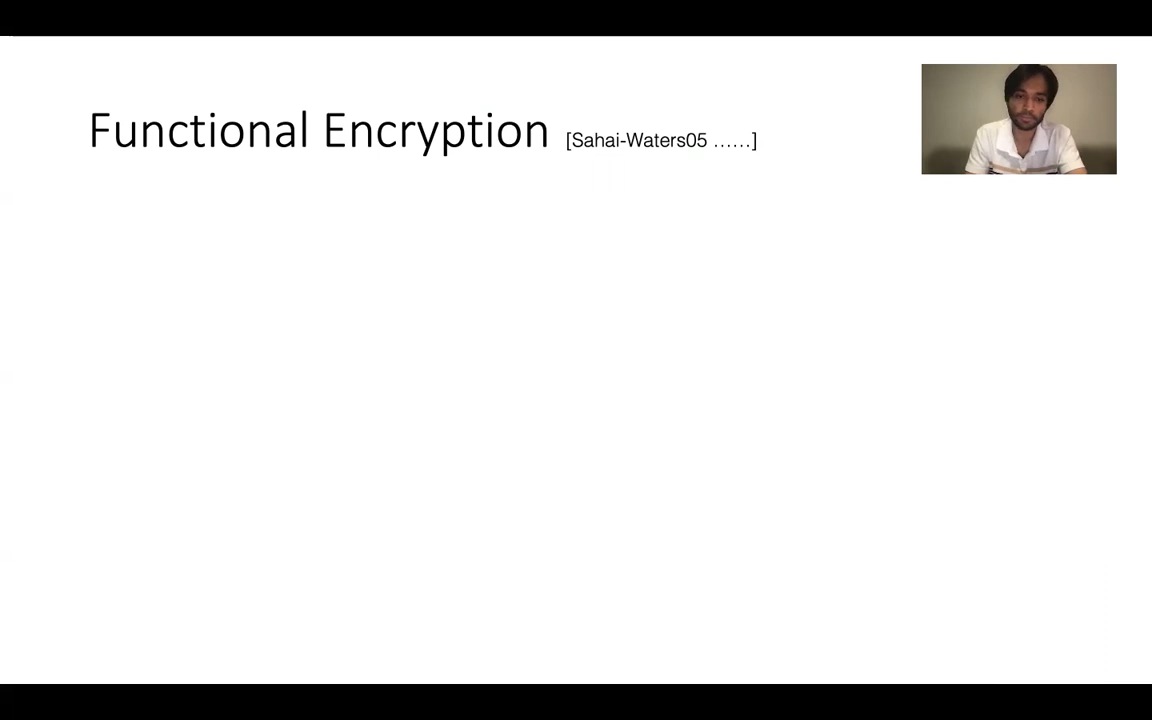 Functional Encryption [Sahai-Waters05 ......]